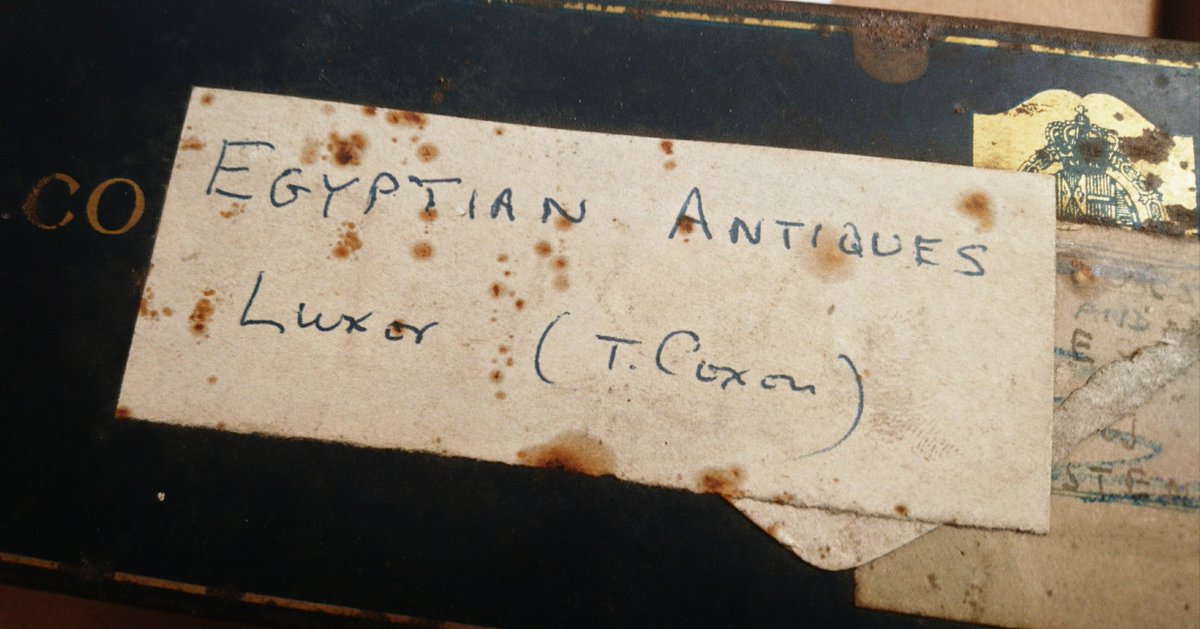 CO
EGYPTIAN ANTIQUES
Luxor (T. Coxon)